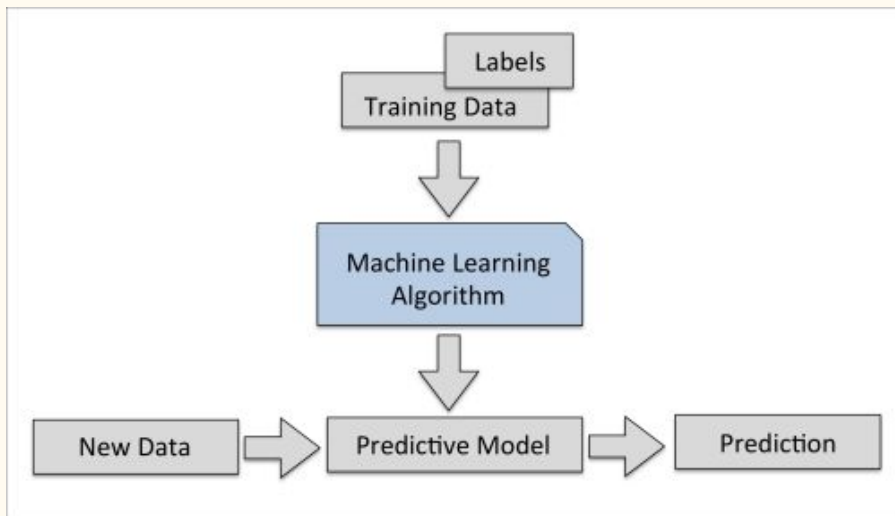 Labels
Training Data
Machine Learning
Algorithm
New Data
Predictive Model
Prediction